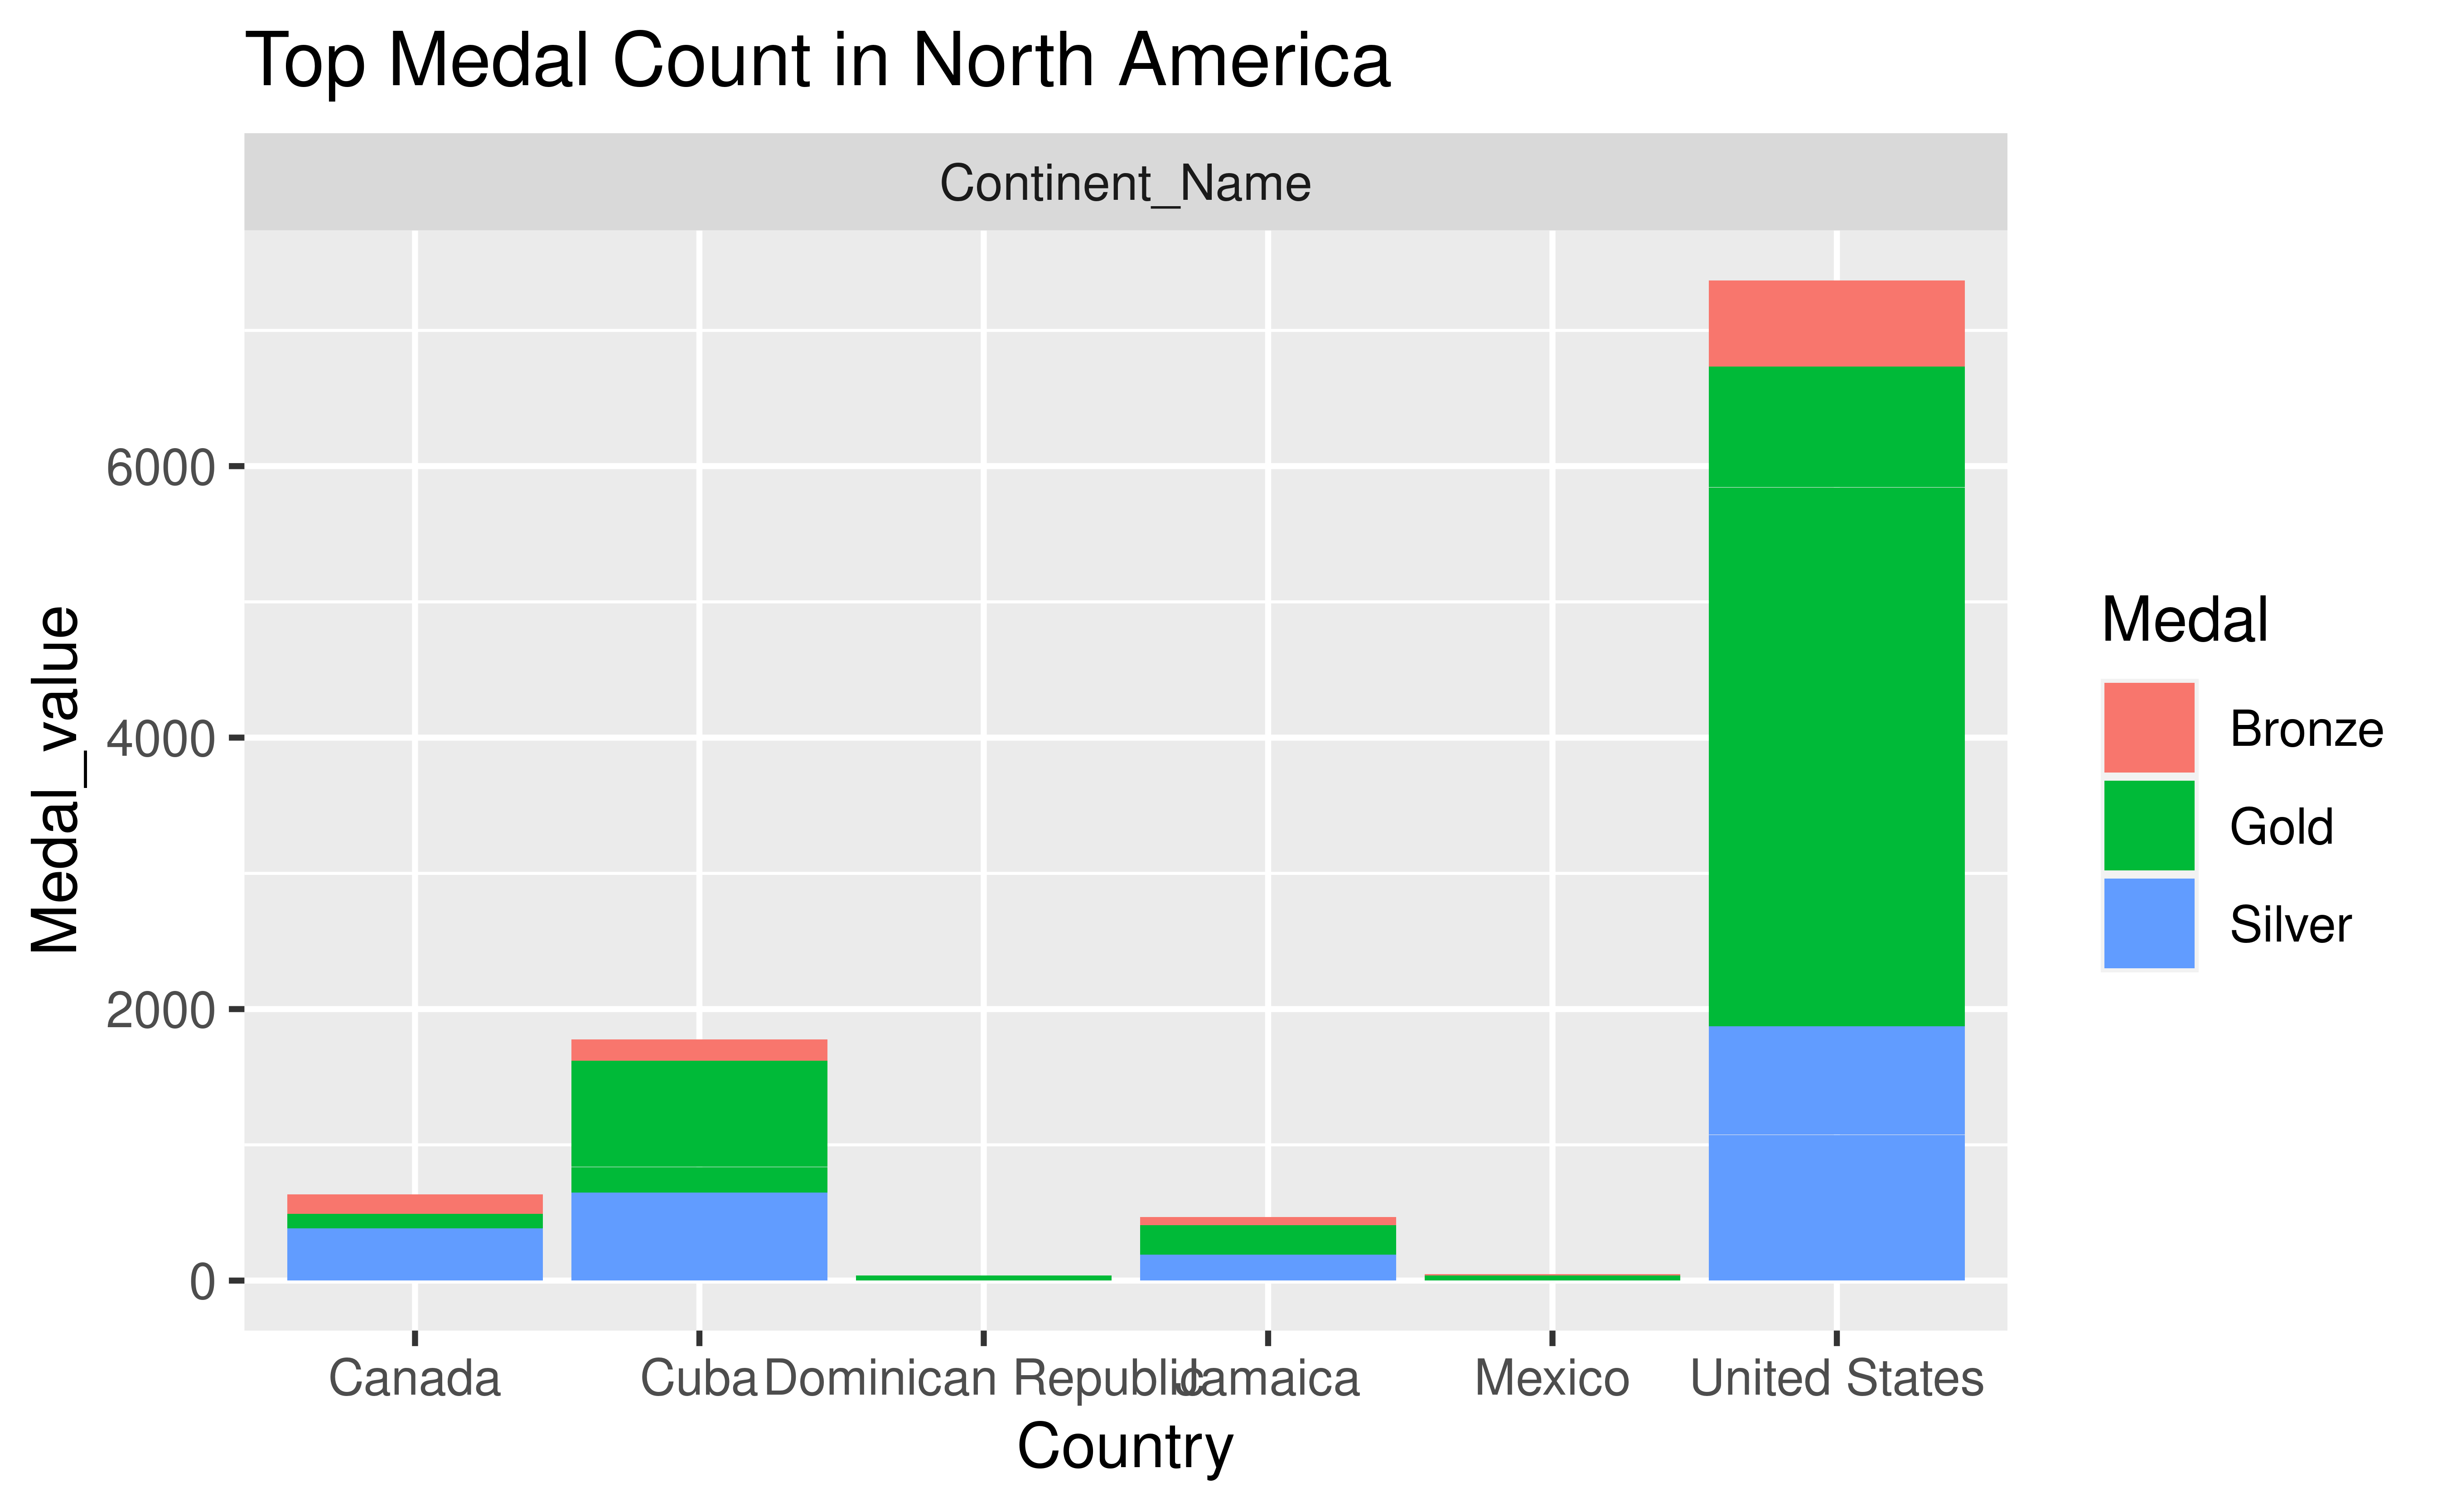 Top Medal Count in North America
Continent_Name
Medal_value
6000
4000
2000
0
Canada Cuba Dominican Republic Jamaica Mexico United States
Country
Medal
Bronze
Gold
Silver